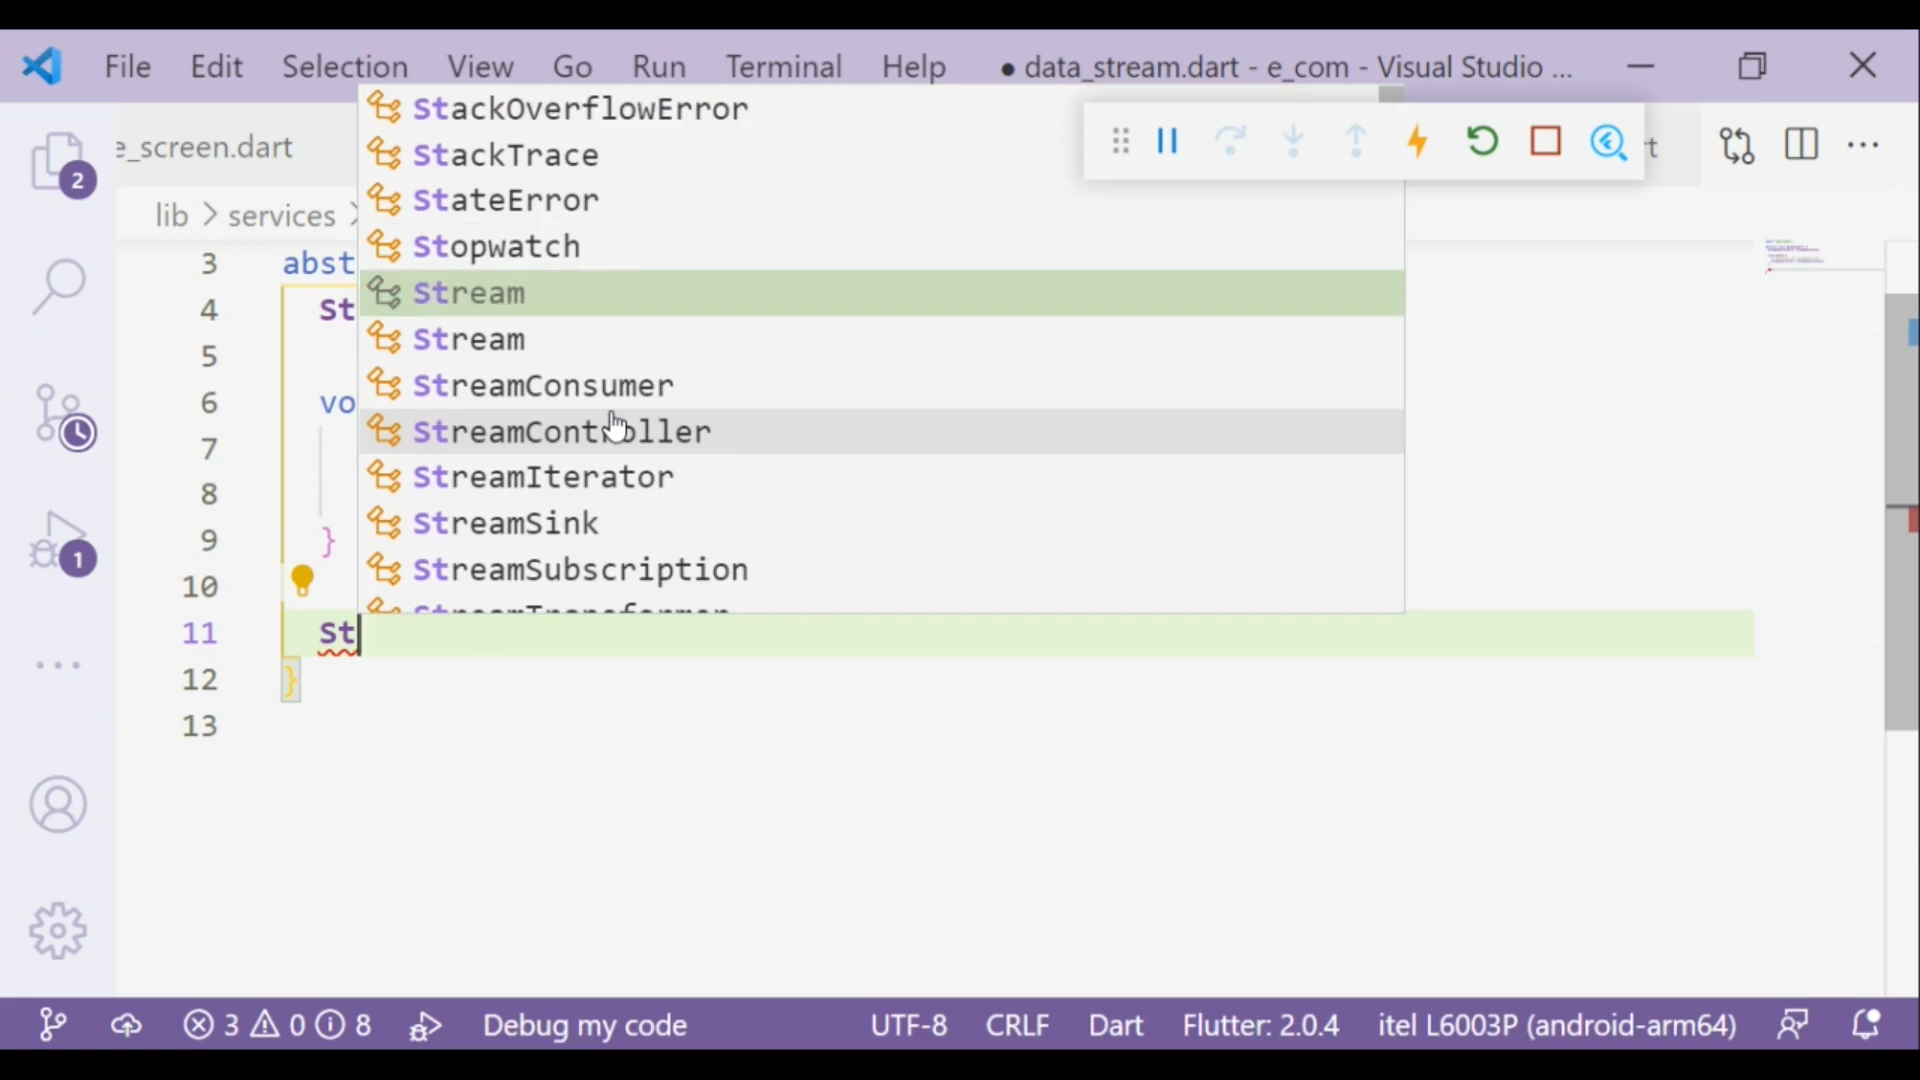 File Edit Selection View Go Run Terminal Help ● data_stream.dart - e_com - Visual Studio ...
e_screen.dart
2
lib > services >
StackOverflowError
StackTrace
StateError
Stopwatch
Stream
Stream
StreamConsumer
StreamController
StreamIterator
StreamSink
StreamSubscription
StreamTransformer
3 abst
4 St
5
6 vo
7
8
9 }
10
11 St
12 }
13
1
3 0 8 Debug my code UTF-8 CRLF Dart Flutter: 2.0.4 itel L6003P (android-arm64)